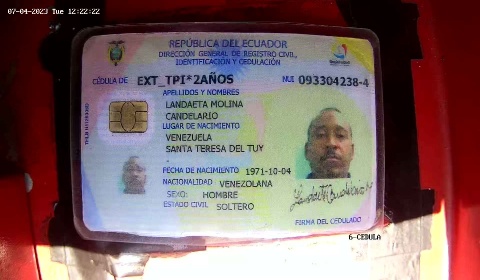 07-04-2023 Tue 12:22:22
REPÚBLICA DEL ECUADOR
DIRECCIÓN GENERAL DE REGISTRO CIVIL,
IDENTIFICACIÓN Y CEDULACIÓN
CÉDULA DE EXT_TPI*2AÑOS NUI 093304238-4
APELLIDOS Y NOMBRES
LANDAETA MOLINA
CANDELARIO
LUGAR DE NACIMIENTO
VENEZUELA
SANTA TERESA DEL TUY
FECHA DE NACIMIENTO 1971-10-04
NACIONALIDAD VENEZOLANA
SEXO: HOMBRE
ESTADO CIVIL SOLTERO
FIRMA DEL CEDULADO
6-CEDULA